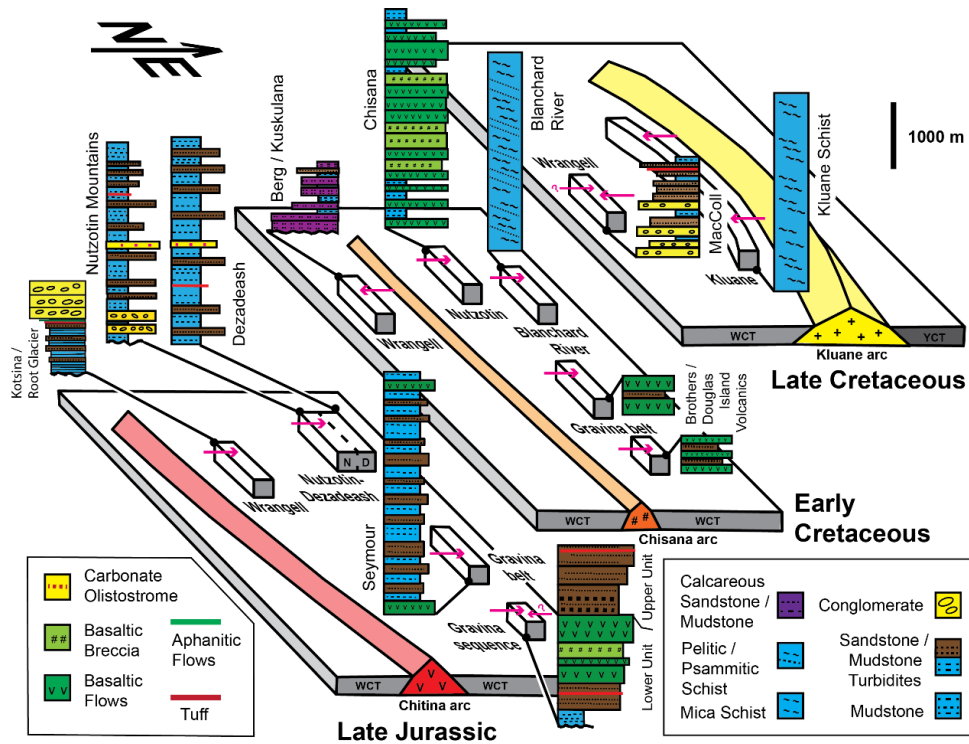 NE
Nutzotin Mountains
Dezadeash
Kotsina /
Root Glacier
Berg / Kuskulana
Chisana
Blanchard
River
Wrangell
?
MacColl
Kluane
Kluane Schist
1000 m
WCT
YCT
Kluane arc
Late Cretaceous
Wrangell
Nutzotin
Blanchard
River
Gravina belt
Brothers /
Douglas
Island
Volcanics
WCT
WCT
Chisana arc
Early
Cretaceous
Wrangell
N D
Nutzotin-
Dezadeash
Seymour
Gravina
belt
?
Gravina
sequence
Lower Unit / Upper Unit
WCT
WCT
Chitina arc
Late Jurassic
Carbonate
Olistostrome
Basaltic
Breccia
Basaltic
Flows
Aphanitic
Flows
Tuff
Calcareous
Sandstone /
Mudstone
Pelitic /
Psammitic
Schist
Mica Schist
Conglomerate
Sandstone /
Mudstone
Turbidites
Mudstone